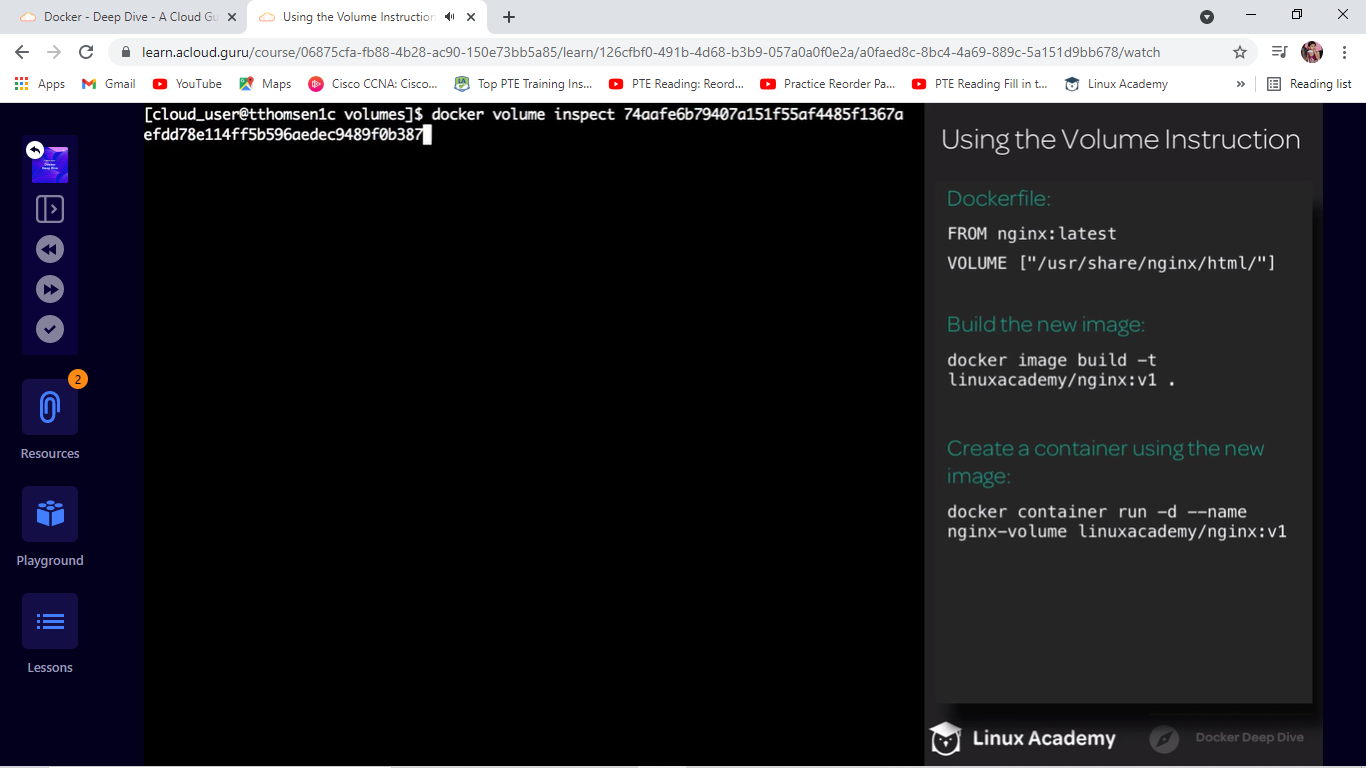 Docker - Deep Dive - A Cloud Gu
Using the Volume Instruction
learn.acloud.guru/course/06875cfa-fb88-4b28-ac90-150e73bb5a85/learn/126cfbf0-491b-4d68-b3b9-057a0a0f0e2a/a0faed8c-8bc4-4a69-889c-5a151d9bb678/watch
Apps
Gmail
YouTube
Maps
Cisco CCNA: Cisco...
Top PTE Training Ins...
PTE Reading: Reord...
Practice Reorder Pa...
PTE Reading Fill in t...
Linux Academy
»
Reading list
[cloud_user@tthomsen1c volumes]$ docker volume inspect 74aafe6b79407a151f55af4485f1367a
efdd78e114ff5b596aedec9489f0b387
2
Resources
Playground
Lessons
Using the Volume Instruction
Dockerfile:
FROM nginx:latest
VOLUME ["/usr/share/nginx/html/"]
Build the new image:
docker image build -t
linuxacademy/nginx:v1 .
Create a container using the new
image:
docker container run -d --name
nginx-volume linuxacademy/nginx:v1
Linux Academy
Docker Deep Dive